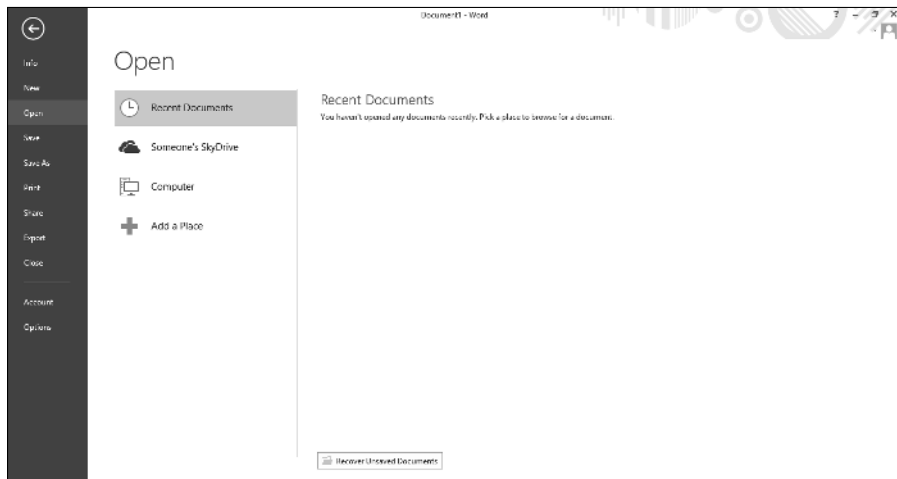 Document1 - Word
?
Info
New
Open
Save
Save As
Print
Share
Export
Close
Account
Options
Open
Recent Documents
Someone's SkyDrive
Computer
Add a Place
Recent Documents
You haven't opened any documents recently. Pick a place to browse for a document.
Recover Unsaved Documents